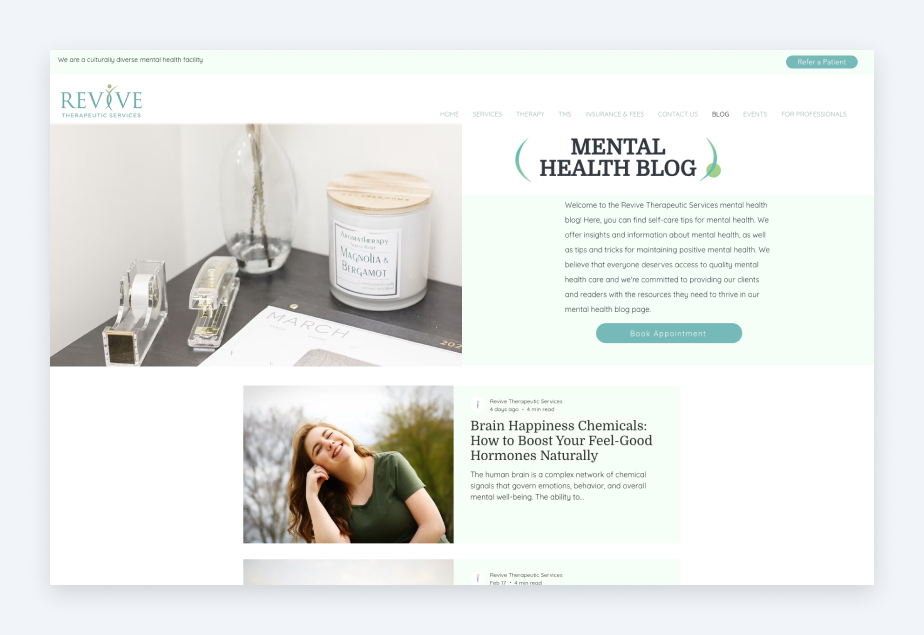 We are a culturally diverse mental health facility
Refer a Patient
REVIVE
THERAPEUTIC SERVICES
HOME SERVICES THERAPY TMS INSURANCE & FEES CONTACT US BLOG EVENTS FOR PROFESSIONALS
MENTAL
HEALTH BLOG
Welcome to the Revive Therapeutic Services mental health
blog! Here, you can find self-care tips for mental health. We
offer insights and information about mental health, as well
as tips and tricks for maintaining positive mental health. We
believe that everyone deserves access to quality mental
health care and we're committed to providing our clients
and readers with the resources they need to thrive in our
mental health blog page.
Book Appointment
AROMATHERAPY
MAGNOLIA &
BERGAMOT
MARCH
202
Revive Therapeutic Services
4 days ago • 4 min read
Brain Happiness Chemicals:
How to Boost Your Feel-Good
Hormones Naturally
The human brain is a complex network of chemical
signals that govern emotions, behavior, and overall
mental well-being. The ability to...
Revive Therapeutic Services
Feb 17 • 4 min read